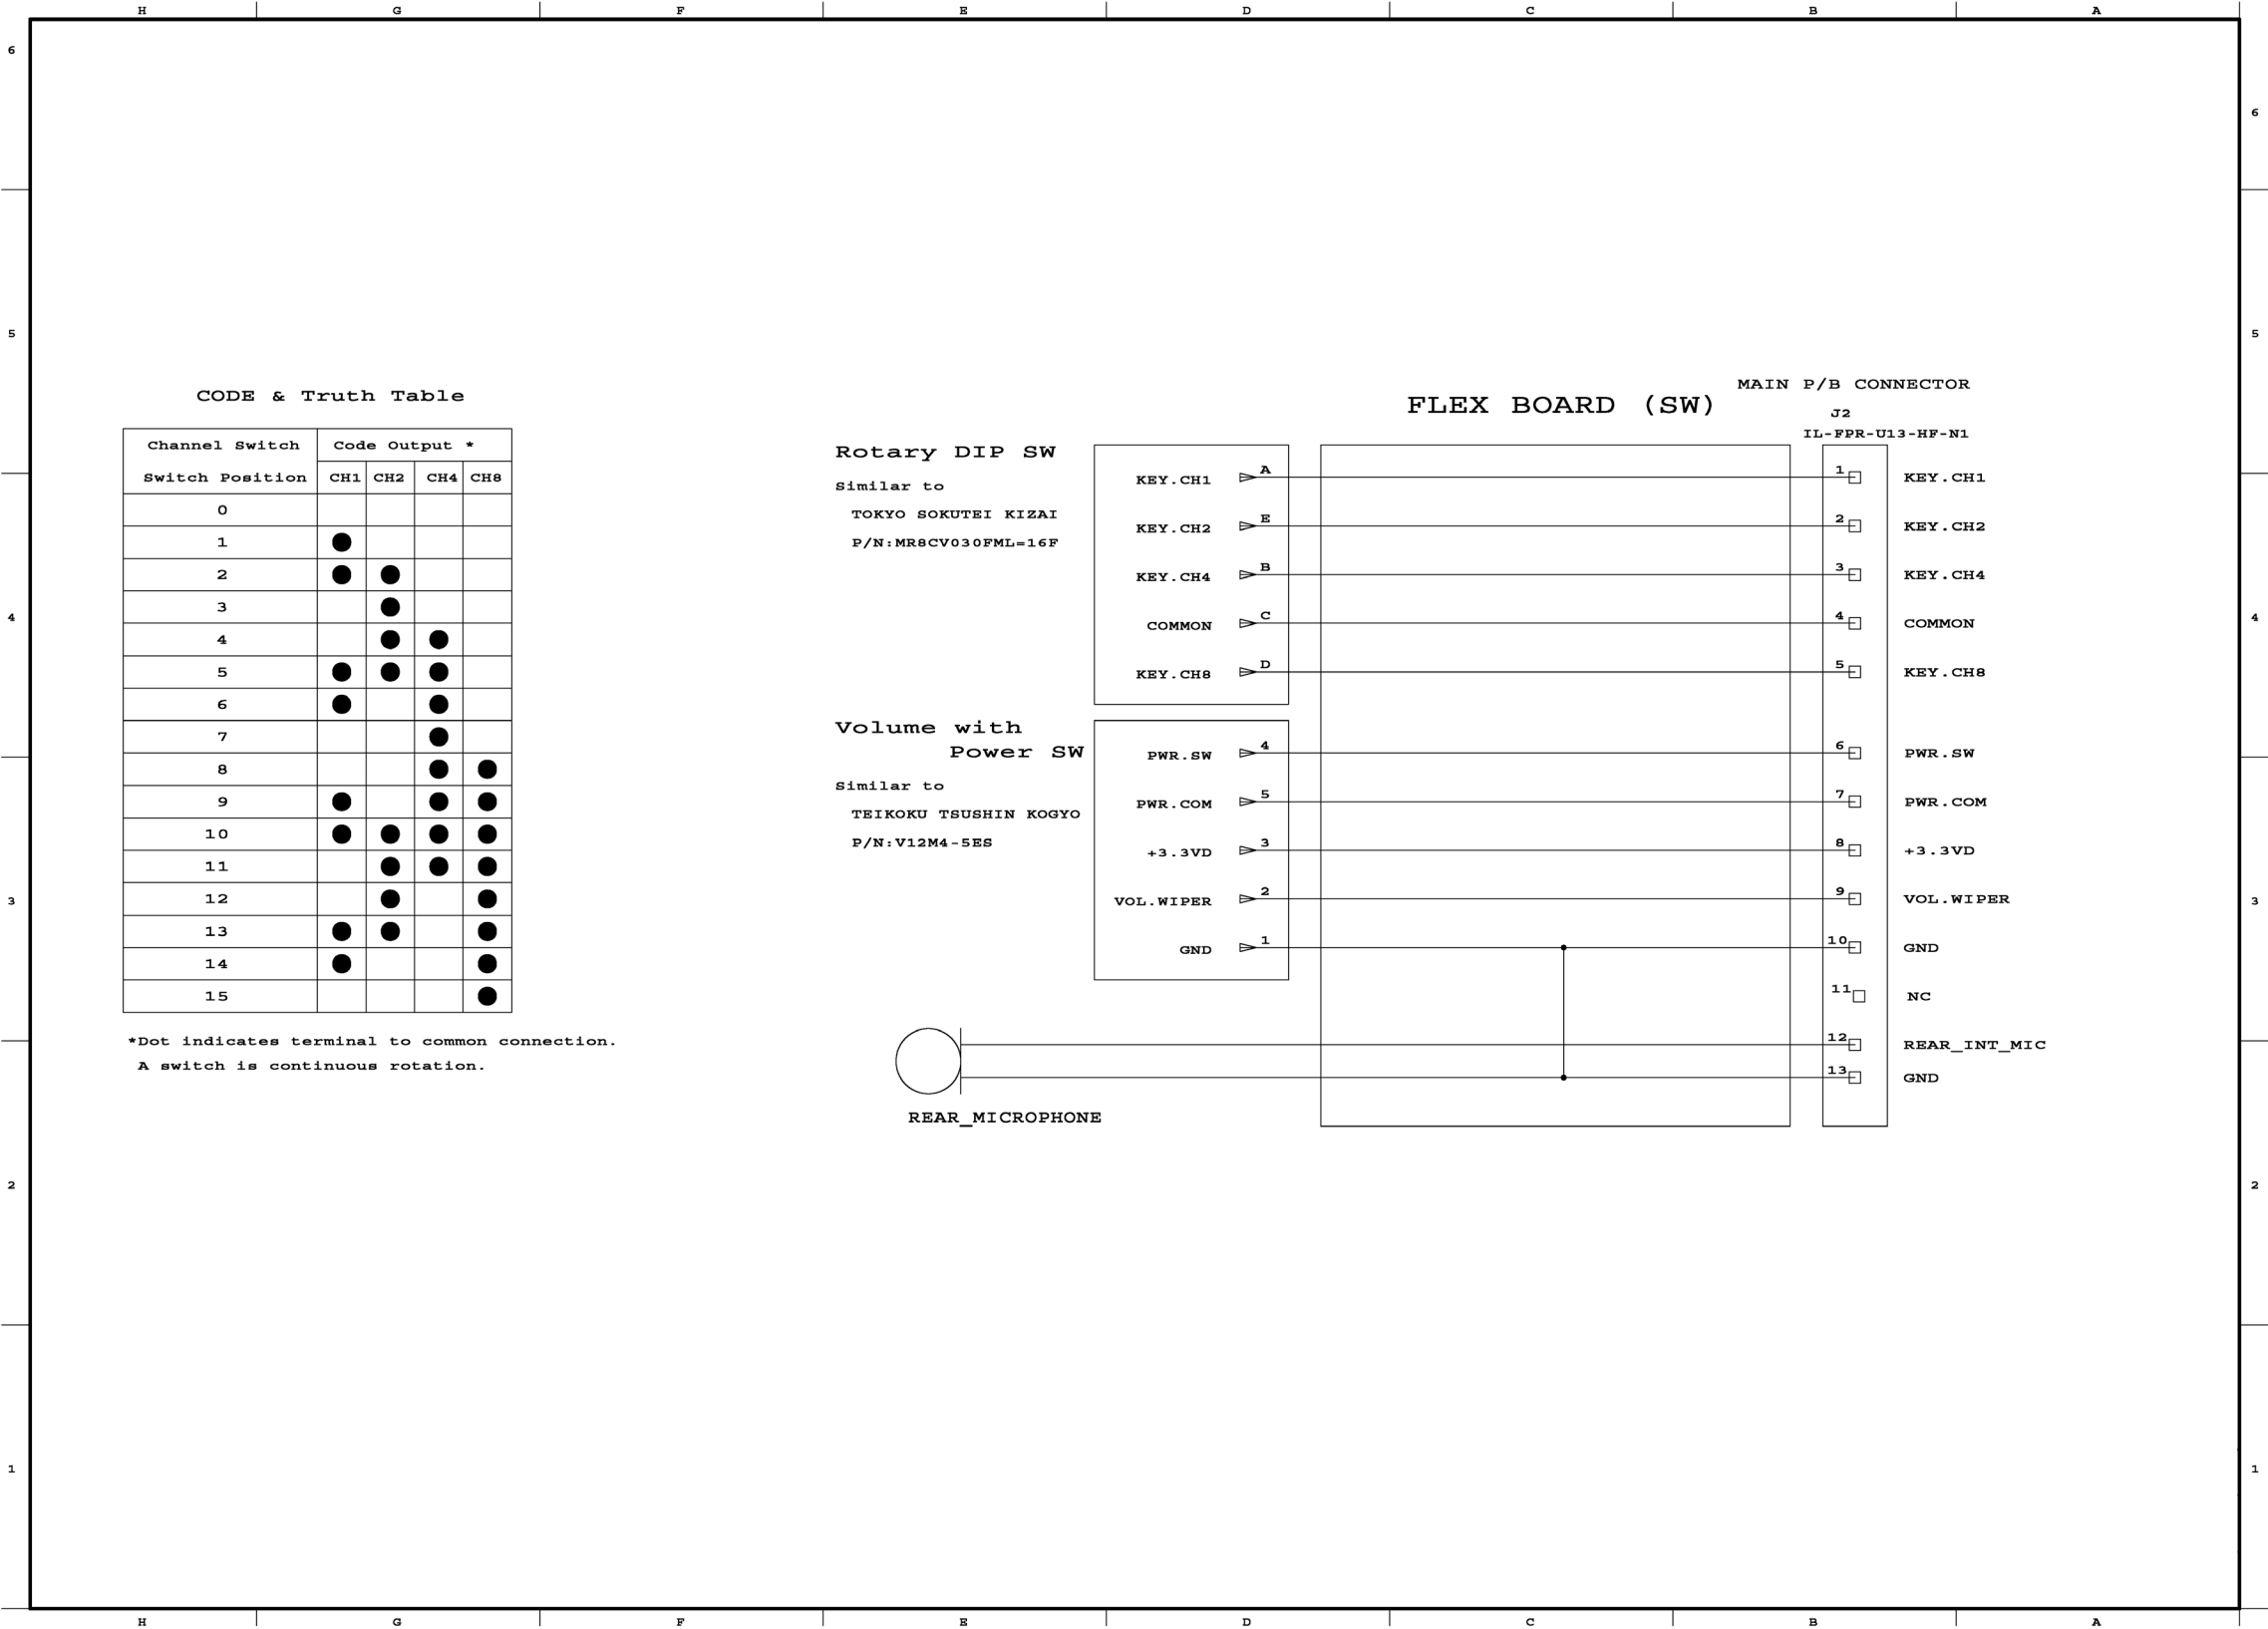 H G F E D C B A
6
6
5
5
CODE & Truth Table
Channel Switch Code Output *
Switch Position CH1 CH2 CH4 CH8
0
1
2
3
4
5
6
7
8
9
10
11
12
13
14
15
*Dot indicates terminal to common connection.
A switch is continuous rotation.
Rotary DIP SW
Similar to
TOKYO SOKUTEI KIZAI
P/N:MR8CV030FML=16F
KEY.CH1 A
KEY.CH2 E
KEY.CH4 B
COMMON C
KEY.CH8 D
Volume with
Power SW
Similar to
TEIKOKU TSUSHIN KOGYO
P/N:V12M4-5ES
PWR.SW 4
PWR.COM 5
+3.3VD 3
VOL.WIPER 2
GND 1
REAR_MICROPHONE
FLEX BOARD (SW)
MAIN P/B CONNECTOR
J2
IL-FPR-U13-HF-N1
1 KEY.CH1
2 KEY.CH2
3 KEY.CH4
4 COMMON
5 KEY.CH8
6 PWR.SW
7 PWR.COM
8 +3.3VD
9 VOL.WIPER
10 GND
11 NC
12 REAR_INT_MIC
13 GND
4
4
3
3
2
2
1
1
H G F E D C B A